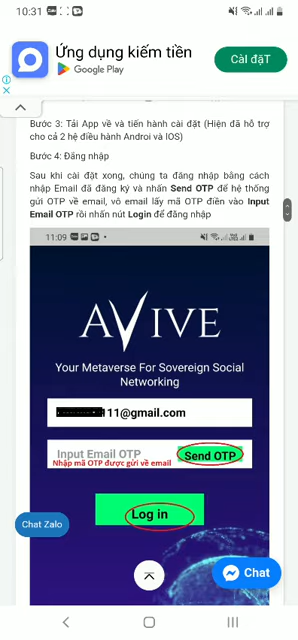 10:31
Ứng dụng kiếm tiền
Google Play
Cài đặT
Bước 3: Tải App về và tiến hành cài đặt (Hiện đã hỗ trợ
cho cả 2 hệ điều hành Androi và IOS)
Bước 4: Đăng nhập
Sau khi cài đặt xong, chúng ta đăng nhập bằng cách
nhập Email đã đăng ký và nhấn Send OTP để hệ thống
gửi OTP về email, vô email lấy mã OTP điền vào Input
Email OTP rồi nhấn nút Login để đăng nhập
11:09
AVIVE
Your Metaverse For Sovereign Social
Networking
111@gmail.com
Input Email OTP
Send OTP
Nhập mã OTP được gửi về email
Log in
Chat Zalo
Chat